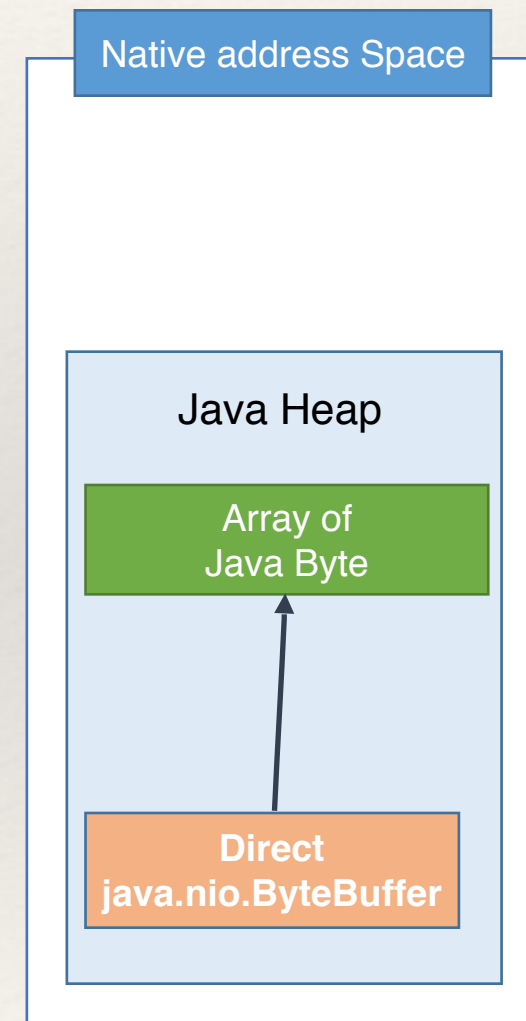 Native address Space
Java Heap
Array of
Java Byte
Direct
java.nio.ByteBuffer